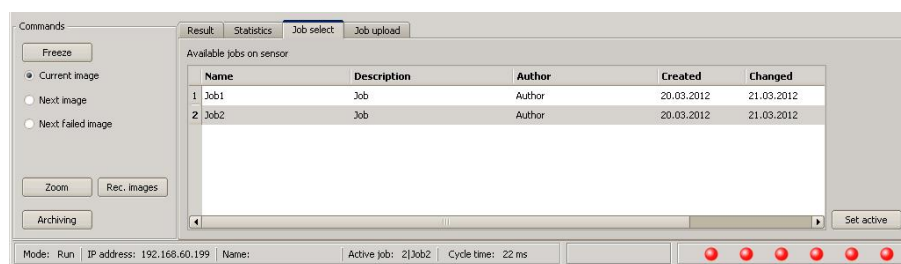 Commands
Freeze
Current image
Next image
Next failed image
Zoom Rec. images
Archiving
Result Statistics Job select Job upload
Available jobs on sensor
Name Description Author Created Changed
1 Job1 Job Author 20.03.2012 21.03.2012
2 Job2 Job Author 20.03.2012 21.03.2012
Set active
Mode: Run IP address: 192.168.60.199 Name: Active job: 2|Job2 Cycle time: 22 ms